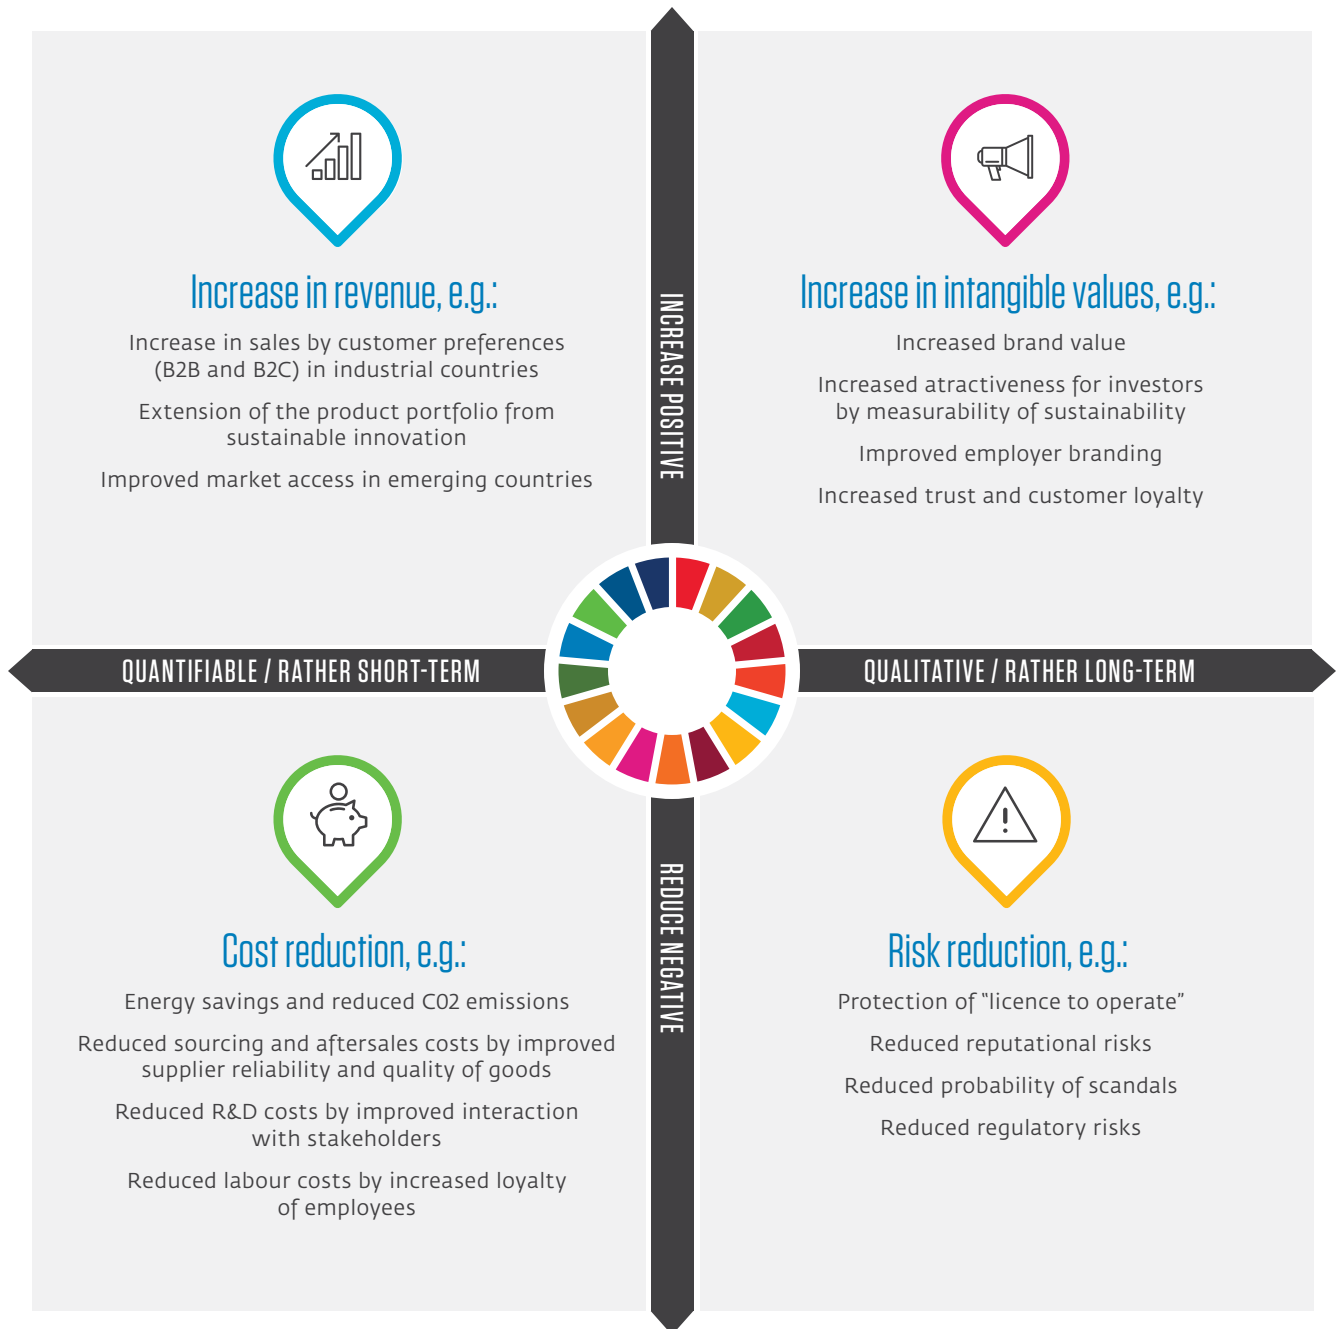 Increase in revenue, e.g.:
Increase in sales by customer preferences
(B2B and B2C) in industrial countries
Extension of the product portfolio from
sustainable innovation
Improved market access in emerging countries
INCREASE POSITIVE
Increase in intangible values, e.g.:
Increased brand value
Increased atractiveness for investors
by measurability of sustainability
Improved employer branding
Increased trust and customer loyalty
QUANTIFIABLE / RATHER SHORT-TERM
QUALITATIVE / RATHER LONG-TERM
Cost reduction, e.g.:
Energy savings and reduced C02 emissions
Reduced sourcing and aftersales costs by improved
supplier reliability and quality of goods
Reduced R&D costs by improved interaction
with stakeholders
Reduced labour costs by increased loyalty
of employees
REDUCE NEGATIVE
Risk reduction, e.g.:
Protection of “licence to operate”
Reduced reputational risks
Reduced probability of scandals
Reduced regulatory risks